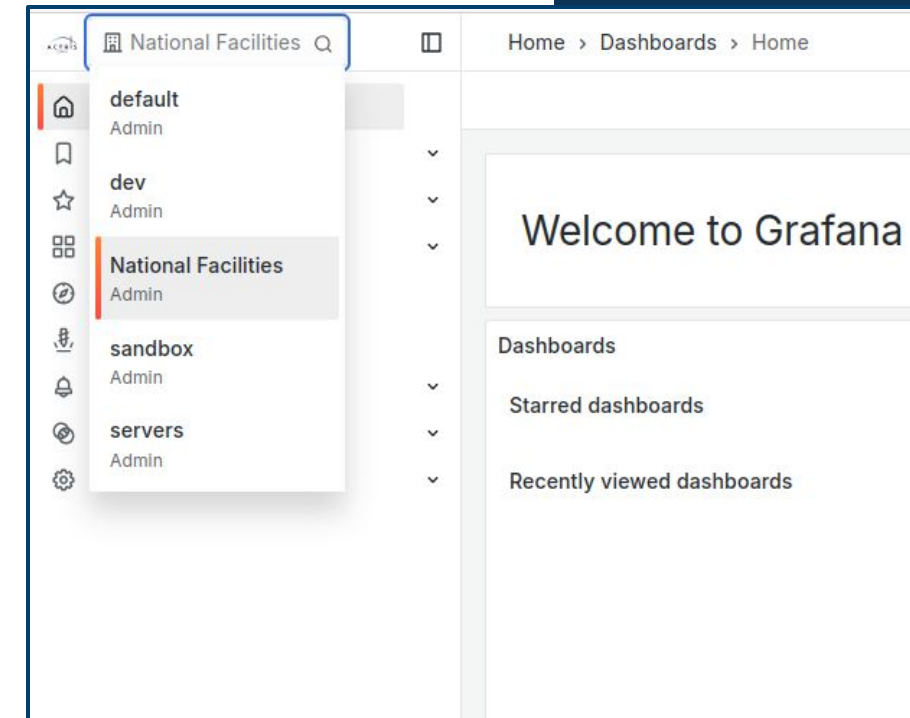 National Facilities
Home › Dashboards › Home
default
Admin
dev
Admin
National Facilities
Admin
sandbox
Admin
servers
Admin
Welcome to Grafana
Dashboards
Starred dashboards
Recently viewed dashboards